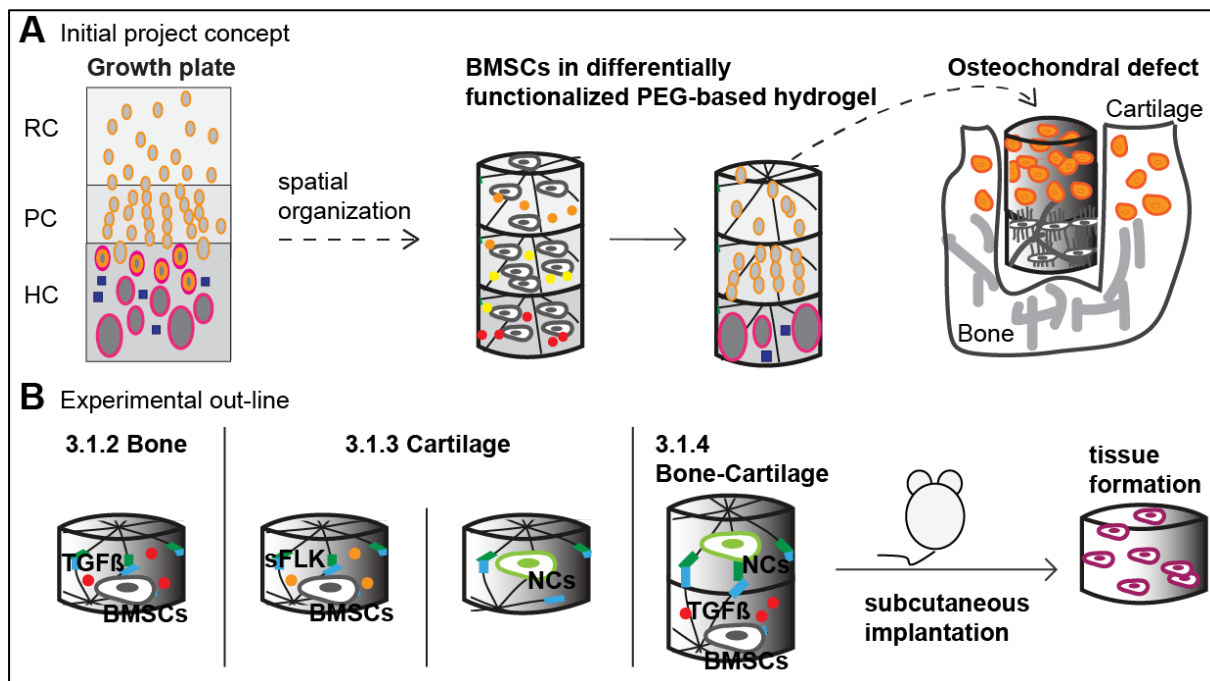 A Initial project concept
Growth plate
RC
PC
HC
spatial
organization
BMSCs in differentially
functionalized PEG-based hydrogel
Osteochondral defect
Cartilage
Bone
B Experimental out-line
3.1.2 Bone
TGFß
BMSCs
3.1.3 Cartilage
sFLK
BMSCs
NCs
3.1.4
Bone-Cartilage
NCs
TGFß
BMSCs
subcutaneous
implantation
tissue
formation